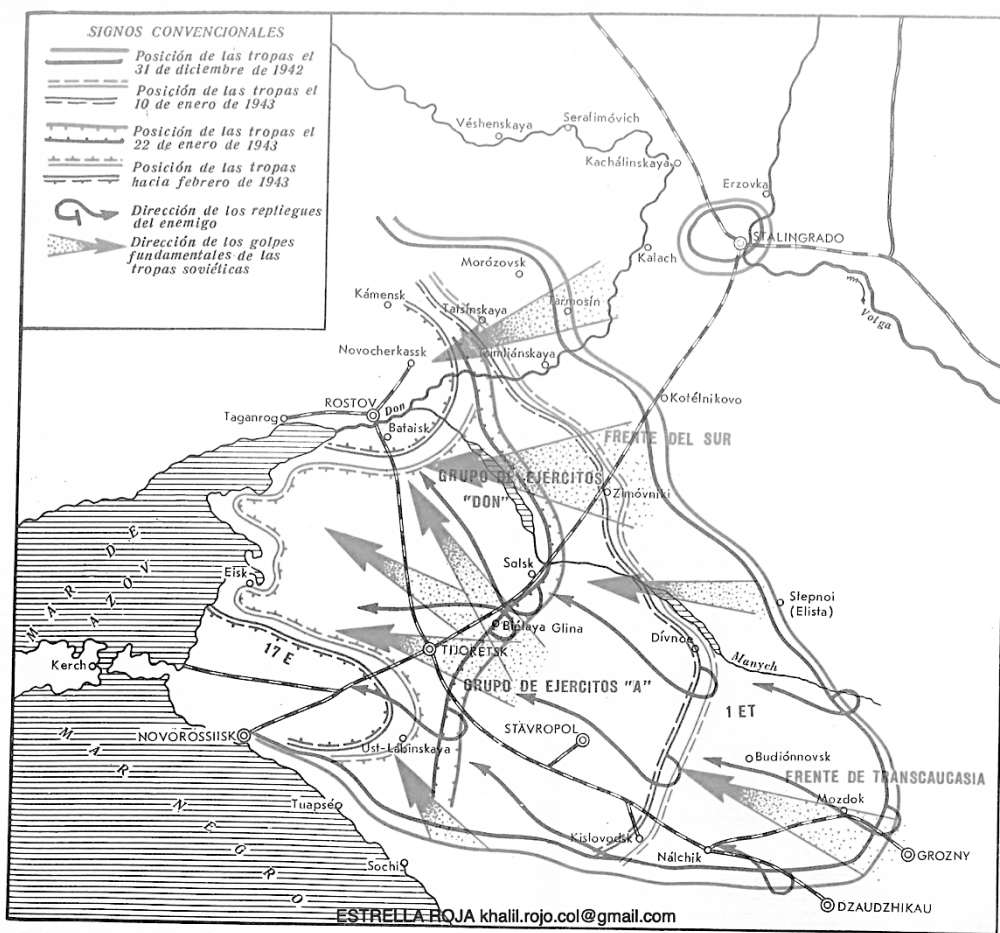 SIGNOS CONVENCIONALES
Posición de las tropas el
31 de diciembre de 1942
Posición de las tropas el
10 de enero de 1943
Posición de las tropas el
22 de enero de 1943
Posición de las tropas
hacia febrero de 1943
Dirección de los repliegues
del enemigo
Dirección de los golpes
fundamentales de las
tropas soviéticas
Véshenskaya
Serafimóvich
Kachálinskaya
Erzovka
STALINGRADO
Kalach
Morózovsk
Volga
Kámensk
Tatsínskaya
Tarmosín
Novocherkassk
Tsimliánskaya
Kotélnikovo
ROSTOV
Don
Taganrog
Bataisk
FRENTE DEL SUR
GRUPO DE EJÉRCITOS
"DON"
Zimóvniki
MAR DE
AZOV
Salsk
Eisk
Stepnoi
(Elista)
Biélaya Glina
Dívnoe
17 E
TIJORETSK
Manych
Kerch
GRUPO DE EJERCITOS "A"
1 ET
STÁVROPOL
NOVOROSSIISK
Ust-Lábinskaya
Budiónnovsk
FRENTE DE TRANSCAUCASIA
Mozdok
Tuapsé
MAR NEGRO
Kislovodsk
Nálchik
GROZNY
Sochi
DZAUDZHIKAU
ESTRELLA ROJA khalil.rojo.col@gmail.com